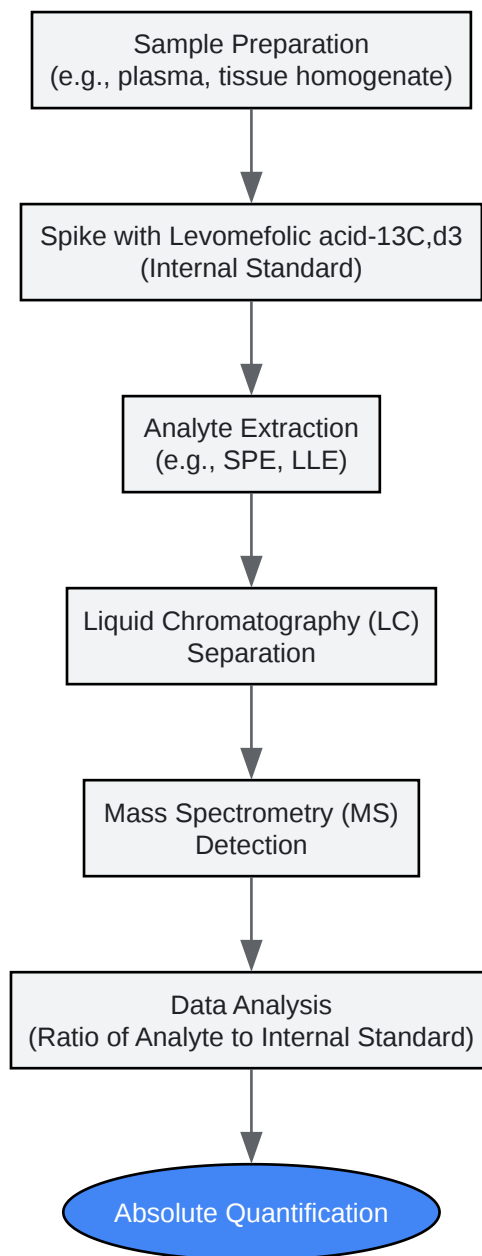 Sample Preparation
(e.g., plasma, tissue homogenate)
Spike with Levomefolic acid-13C,d3
(Internal Standard)
Analyte Extraction
(e.g., SPE, LLE)
Liquid Chromatography (LC)
Separation
Mass Spectrometry (MS)
Detection
Data Analysis
(Ratio of Analyte to Internal Standard)
Absolute Quantification